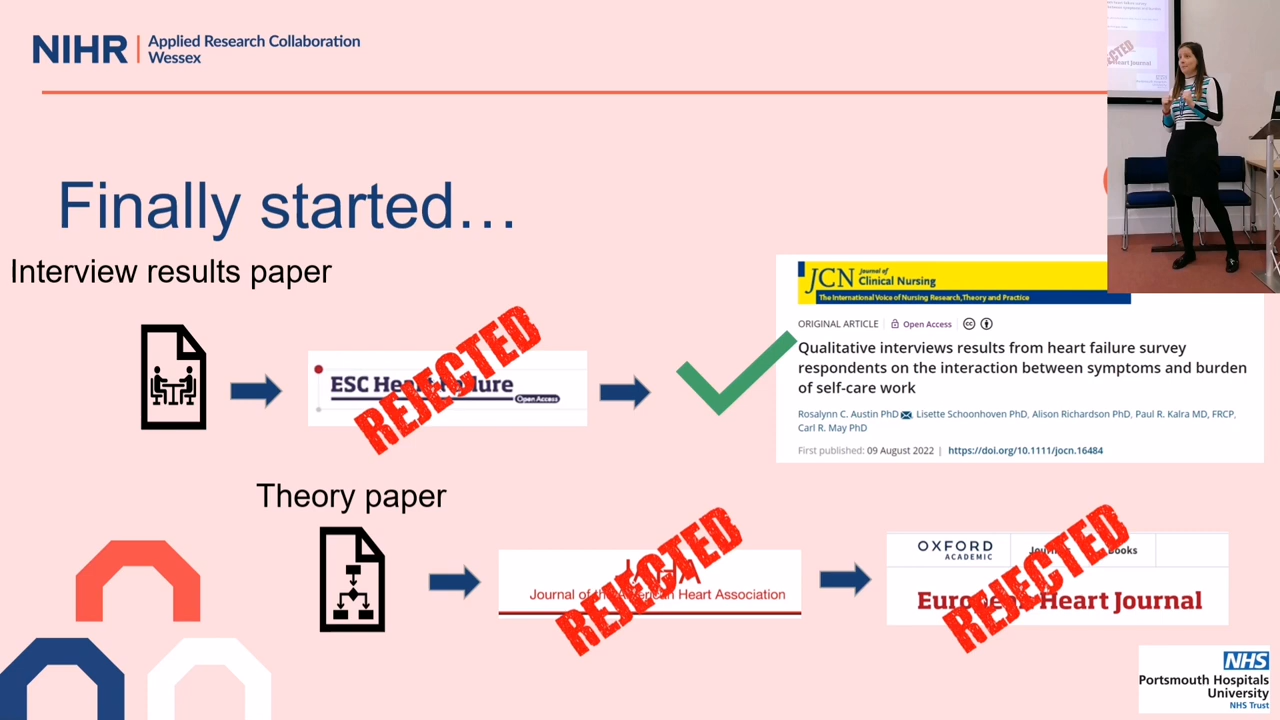 NIHR
Applied Research Collaboration
Wessex
Finally started…
Interview results paper
ESC Heart Failure
Open Access
REJECTED
JCN Journal of
Clinical Nursing
The International Voice of Nursing Research, Theory and Practice
ORIGINAL ARTICLE Open Access
Qualitative interviews results from heart failure survey
respondents on the interaction between symptoms and burden
of self-care work
Rosalynn C. Austin PhD, Lisette Schoonhoven PhD, Alison Richardson PhD, Paul R. Kalra MD, FRCP,
Carl R. May PhD
First published: 09 August 2022 | https://doi.org/10.1111/jocn.16484
Theory paper
Journal of the American Heart Association
REJECTED
OXFORD
ACADEMIC
Journals Books
European Heart Journal
REJECTED
NHS
Portsmouth Hospitals
University
NHS Trust
Heart Journal